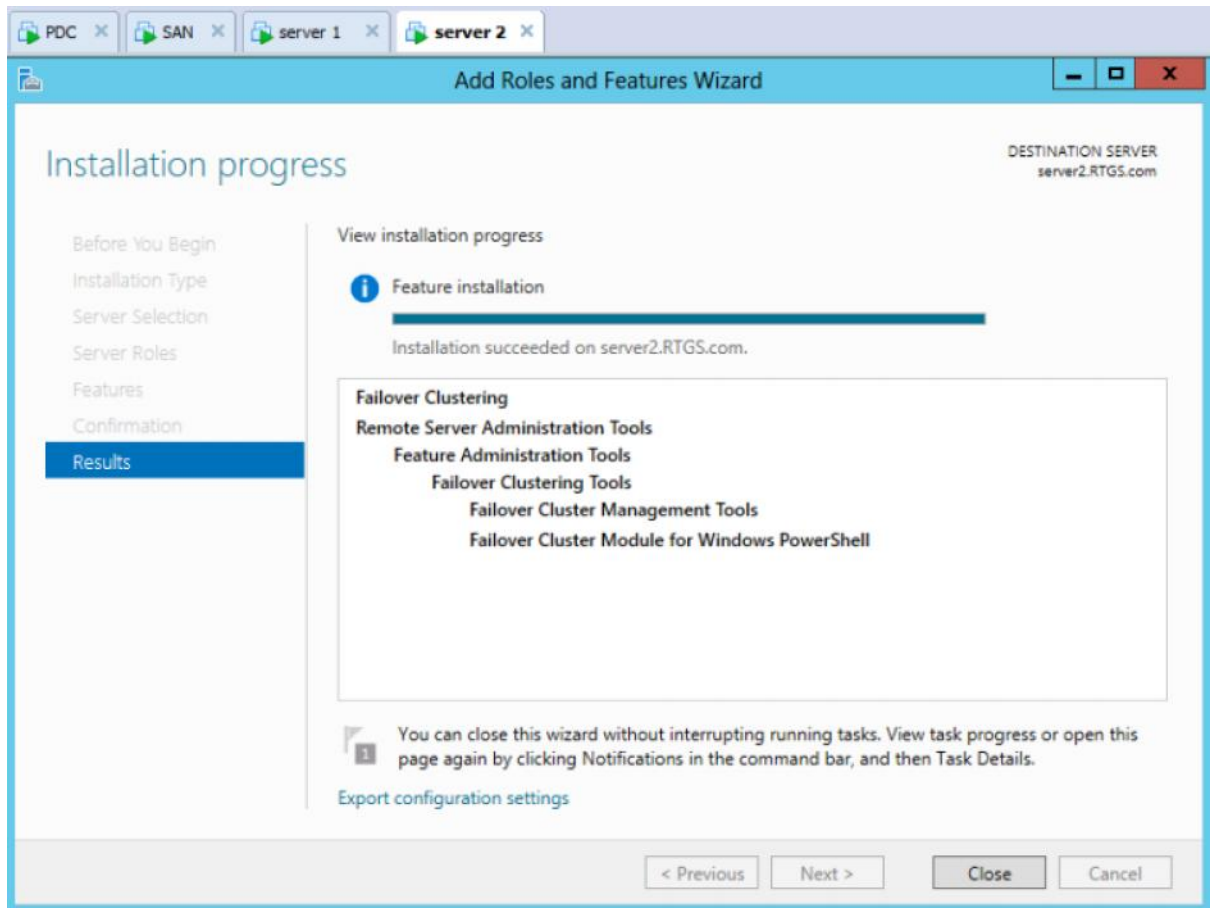 PDC × SAN × server 1 × server 2 ×
Add Roles and Features Wizard
Installation progress
DESTINATION SERVER
server2.RTGS.com
Before You Begin
Installation Type
Server Selection
Server Roles
Features
Confirmation
Results
View installation progress
Feature installation
Installation succeeded on server2.RTGS.com.
Failover Clustering
Remote Server Administration Tools
Feature Administration Tools
Failover Clustering Tools
Failover Cluster Management Tools
Failover Cluster Module for Windows PowerShell
1
You can close this wizard without interrupting running tasks. View task progress or open this
page again by clicking Notifications in the command bar, and then Task Details.
Export configuration settings
< Previous Next > Close Cancel